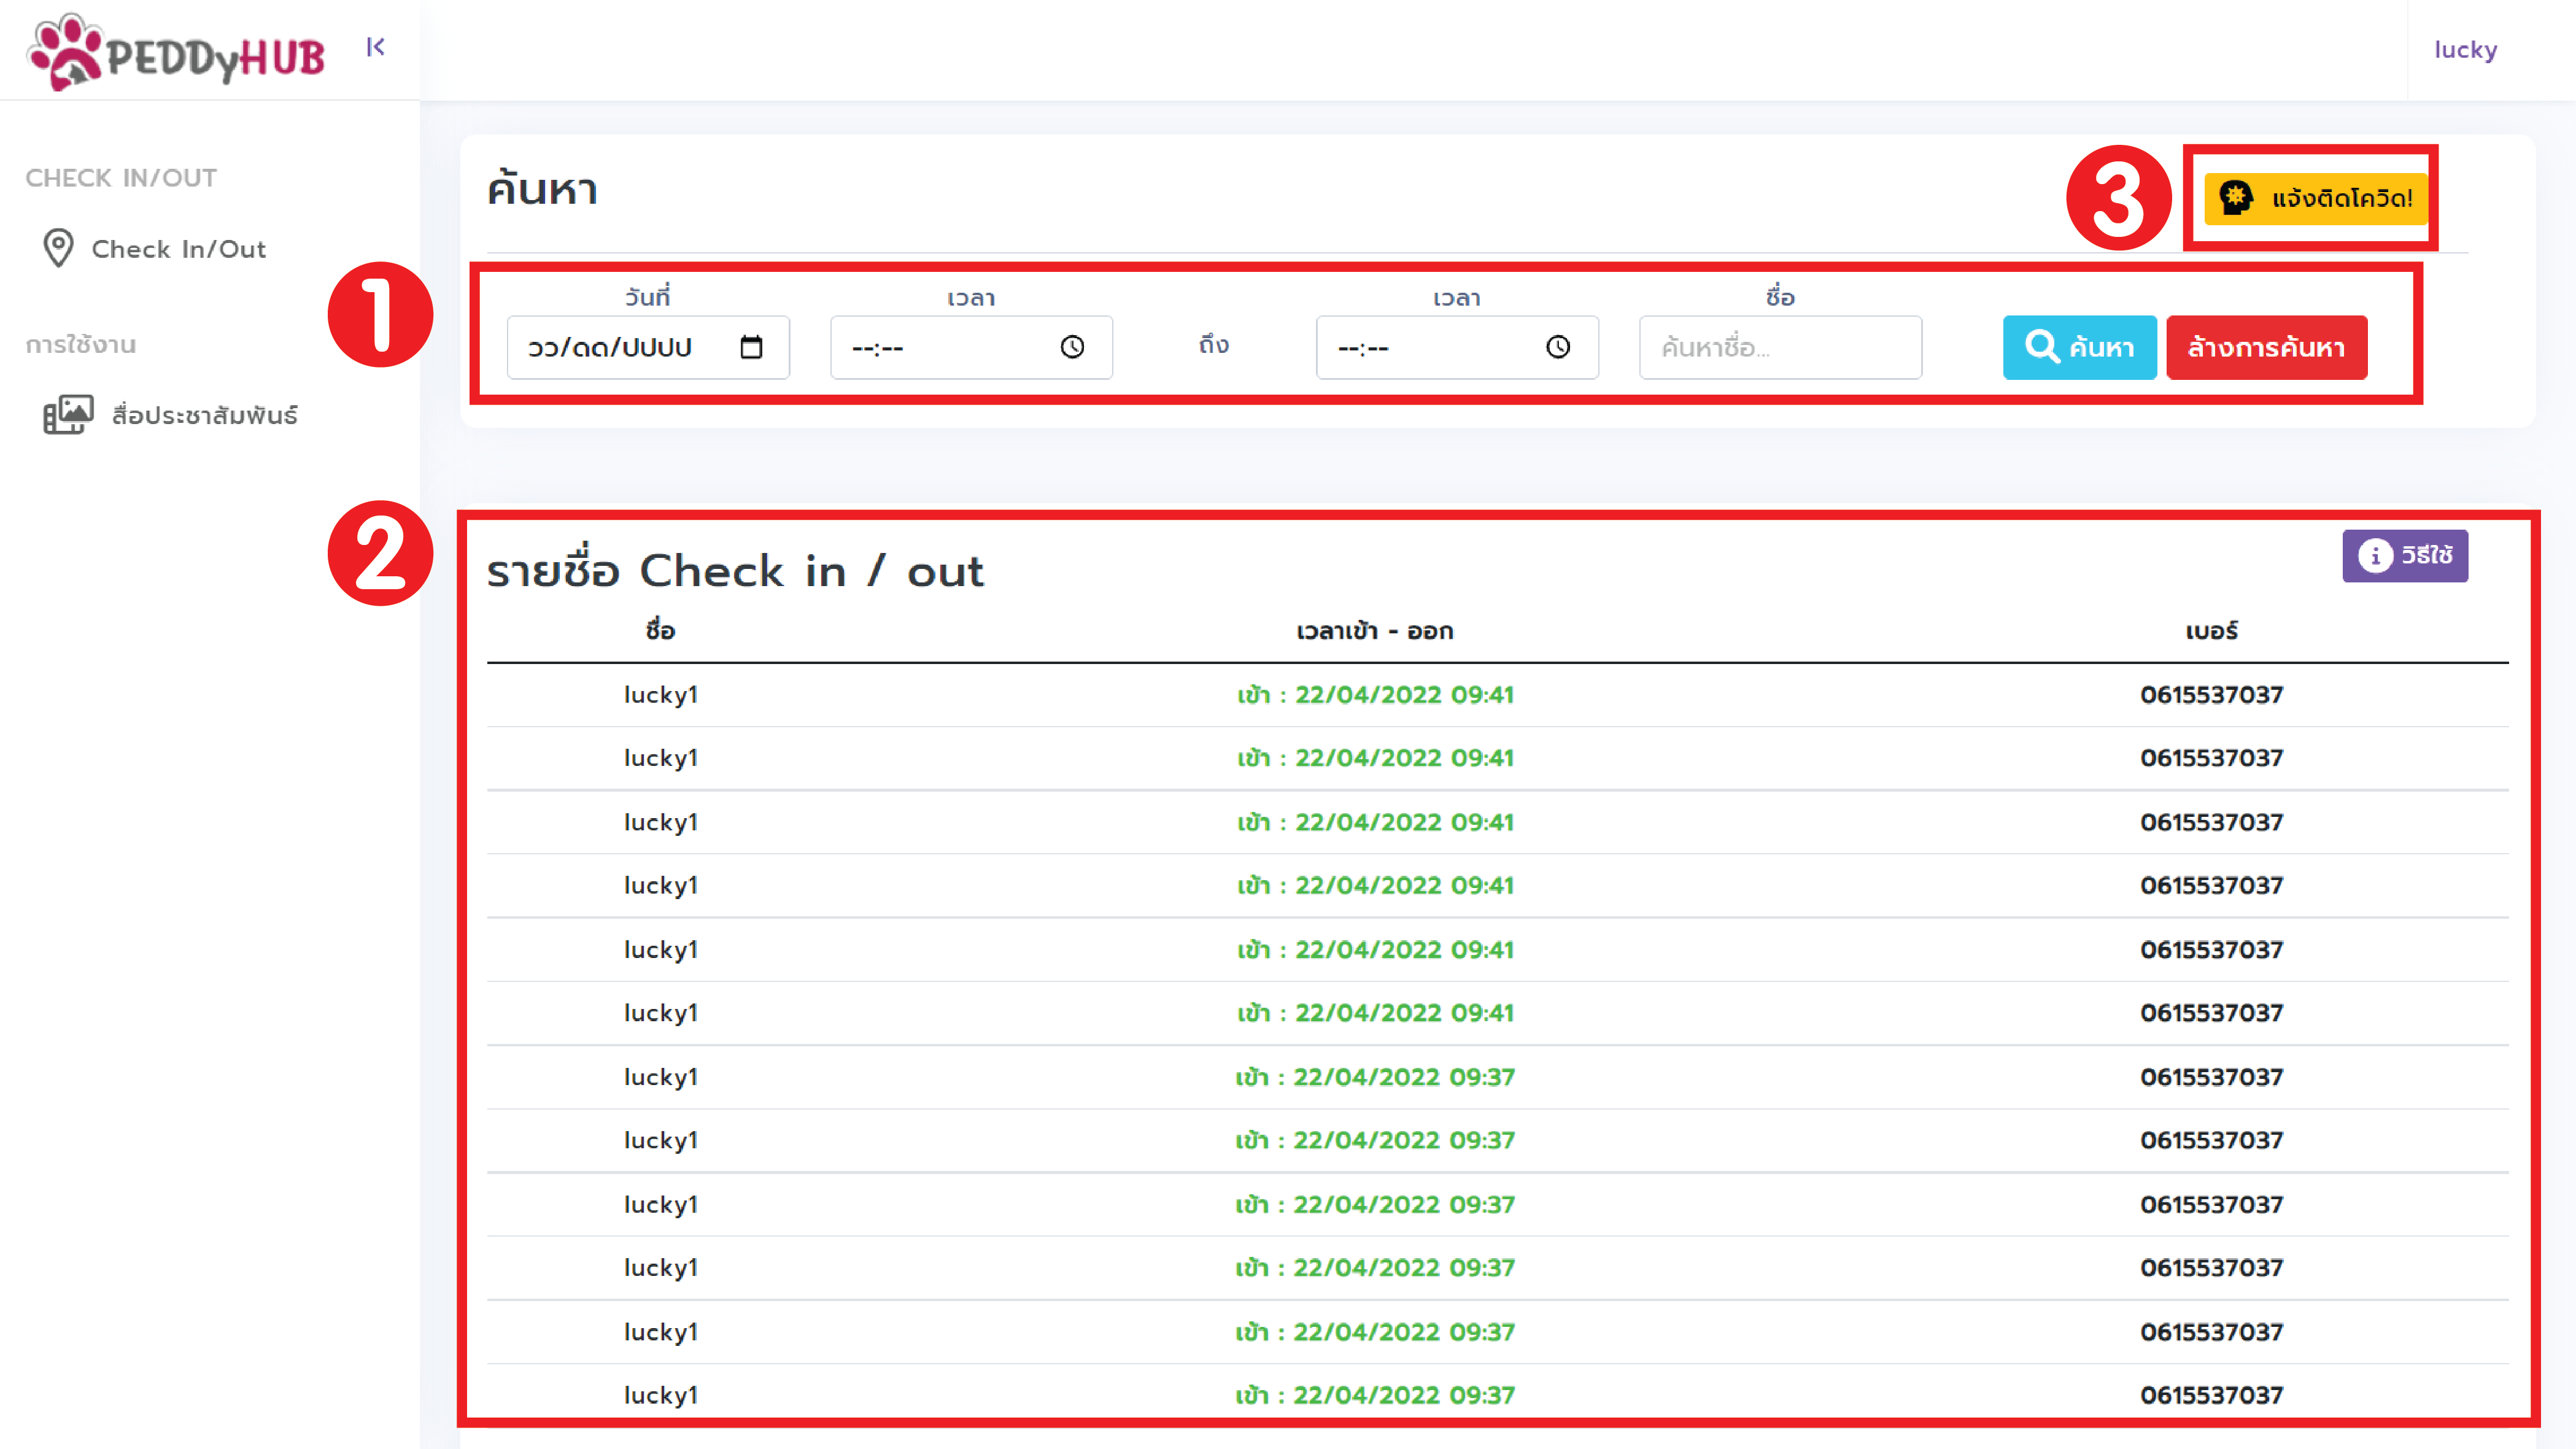 PEDDyHUB
lucky
CHECK IN/OUT
Check In/Out
การใช้งาน
สื่อประชาสัมพันธ์
ค้นหา
3
แจ้งติดโควิด!
1
วันที่ เวลา เวลา ชื่อ
วว/ดด/ปปปป --:-- ถึง --:-- ค้นหาชื่อ... ค้นหา ล้างการค้นหา
2
รายชื่อ Check in / out
วิธีใช้
ชื่อ เวลาเข้า - ออก เบอร์
lucky1 เข้า : 22/04/2022 09:41 0615537037
lucky1 เข้า : 22/04/2022 09:41 0615537037
lucky1 เข้า : 22/04/2022 09:41 0615537037
lucky1 เข้า : 22/04/2022 09:41 0615537037
lucky1 เข้า : 22/04/2022 09:41 0615537037
lucky1 เข้า : 22/04/2022 09:41 0615537037
lucky1 เข้า : 22/04/2022 09:37 0615537037
lucky1 เข้า : 22/04/2022 09:37 0615537037
lucky1 เข้า : 22/04/2022 09:37 0615537037
lucky1 เข้า : 22/04/2022 09:37 0615537037
lucky1 เข้า : 22/04/2022 09:37 0615537037
lucky1 เข้า : 22/04/2022 09:37 0615537037